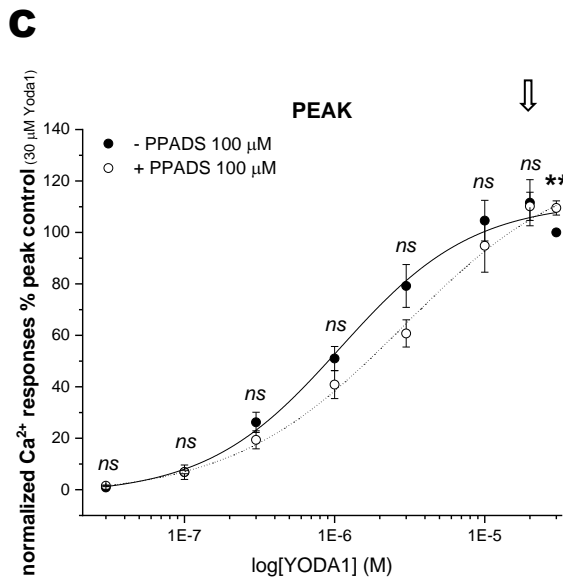 C
PEAK
- PPADS 100 μM
+ PPADS 100 μM
normalized Ca²⁺ responses % peak control (30 μM Yoda1)
140
120
100
80
60
40
20
0
ns
ns
ns
ns
ns
ns
ns
**
1E-7
1E-6
1E-5
log[YODA1] (M)